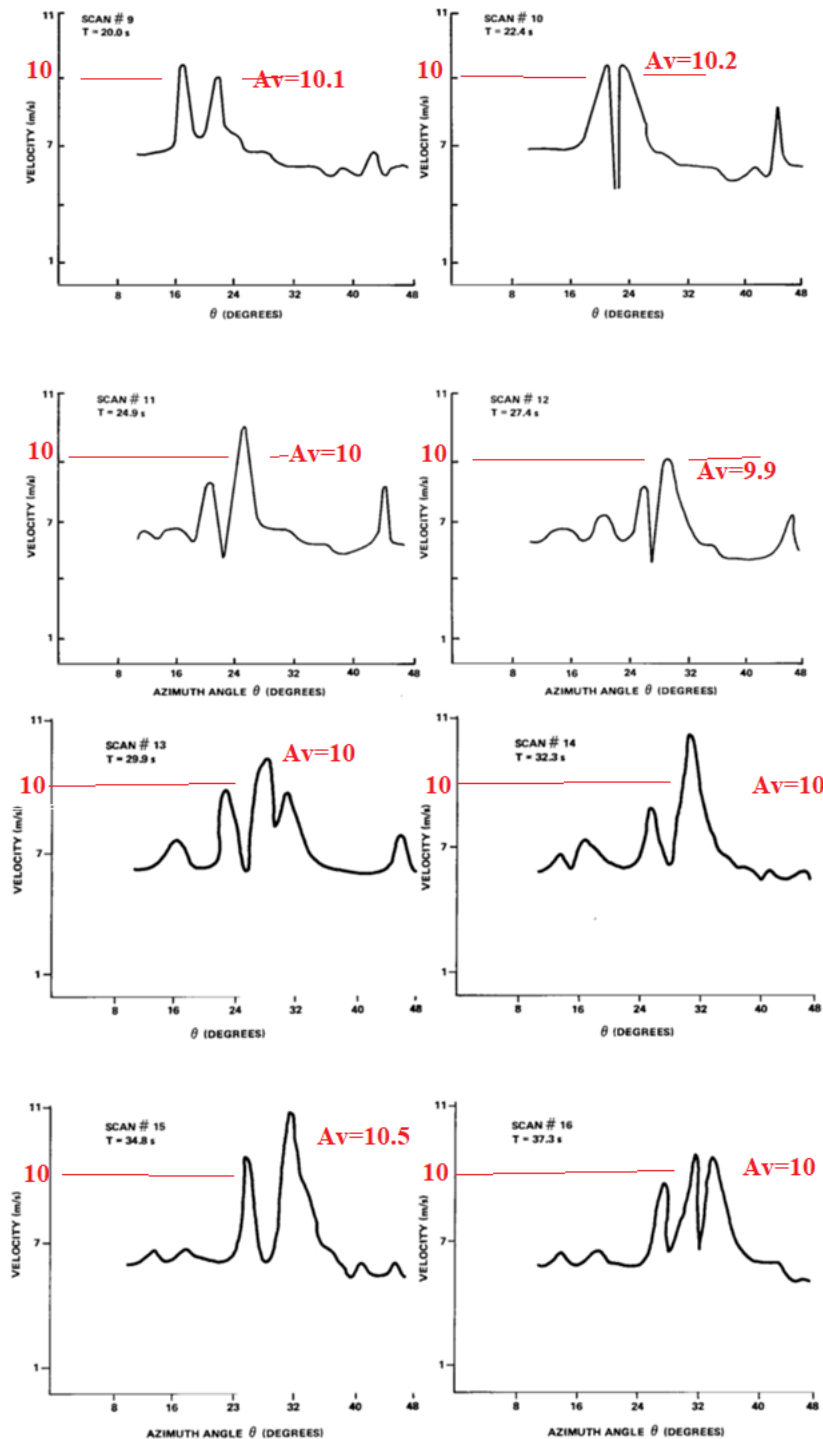 11
SCAN # 9
T = 20.0 s
10
Av=10.1
VELOCITY (m/s)
7
1
8 16 24 32 40 48
θ (DEGREES)
11
SCAN # 10
T = 22.4 s
10
Av=10.2
VELOCITY (m/s)
7
1
8 16 24 32 40 48
θ (DEGREES)
11
SCAN # 11
T = 24.9 s
10
Av=10
VELOCITY (m/s)
7
1
8 16 24 32 40 48
AZIMUTH ANGLE θ (DEGREES)
11
SCAN # 12
T = 27.4 s
10
Av=9.9
VELOCITY (m/s)
7
1
8 16 24 32 40 48
AZIMUTH ANGLE θ (DEGREES)
11
SCAN # 13
T = 29.9 s
Av=10
10
VELOCITY (m/s)
7
1
8 16 24 32 40 48
θ (DEGREES)
11
SCAN # 14
T = 32.3 s
10
Av=10
VELOCITY (m/s)
7
1
8 16 24 32 40 48
θ (DEGREES)
11
SCAN # 15
T = 34.8 s
Av=10.5
10
VELOCITY (m/s)
7
1
8 16 23 32 40 48
AZIMUTH ANGLE θ (DEGREES)
11
SCAN # 16
T = 37.3 s
10
Av=10
VELOCITY (m/s)
7
1
8 16 24 32 40 48
AZIMUTH ANGLE θ (DEGREES)